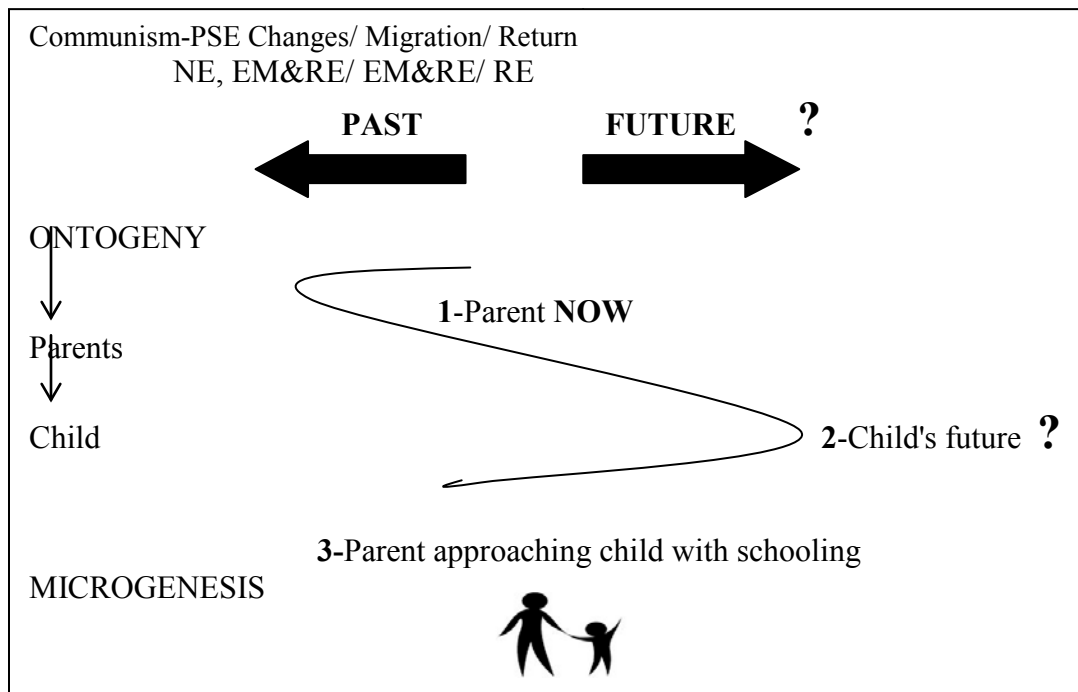 Communism-PSE Changes/ Migration/ Return
NE, EM&RE/ EM&RE/ RE
PAST FUTURE ?
ONTOGENY
1-Parent NOW
Parents
Child 2-Child's future ?
3-Parent approaching child with schooling
MICROGENESIS